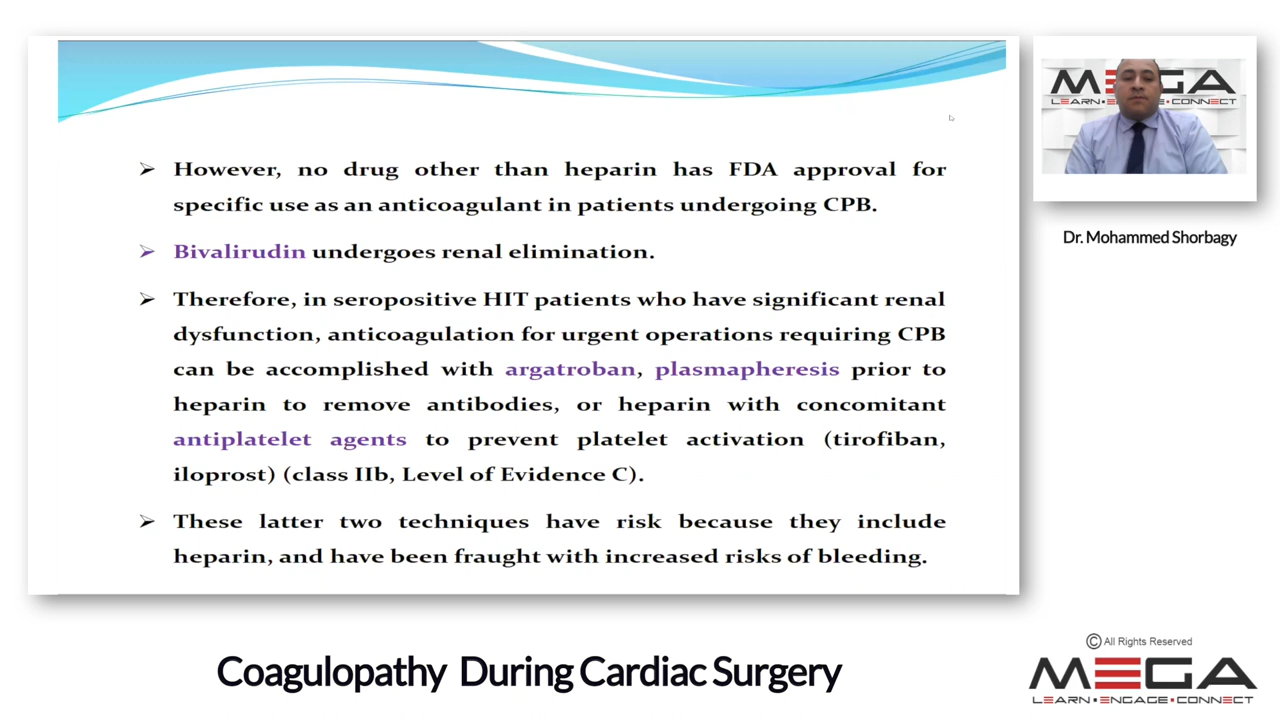 However, no drug other than heparin has FDA approval for
specific use as an anticoagulant in patients undergoing CPB.
Bivalirudin undergoes renal elimination.
Therefore, in seropositive HIT patients who have significant renal
dysfunction, anticoagulation for urgent operations requiring CPB
can be accomplished with argatroban, plasmapheresis prior to
heparin to remove antibodies, or heparin with concomitant
antiplatelet agents to prevent platelet activation (tirofiban,
iloprost) (class IIb, Level of Evidence C).
These latter two techniques have risk because they include
heparin, and have been fraught with increased risks of bleeding.
MEGA
LEARN▪ENGAGE▪CONNECT
Dr. Mohammed Shorbagy
Coagulopathy During Cardiac Surgery
© All Rights Reserved
MEGA
LEARN▪ENGAGE▪CONNECT